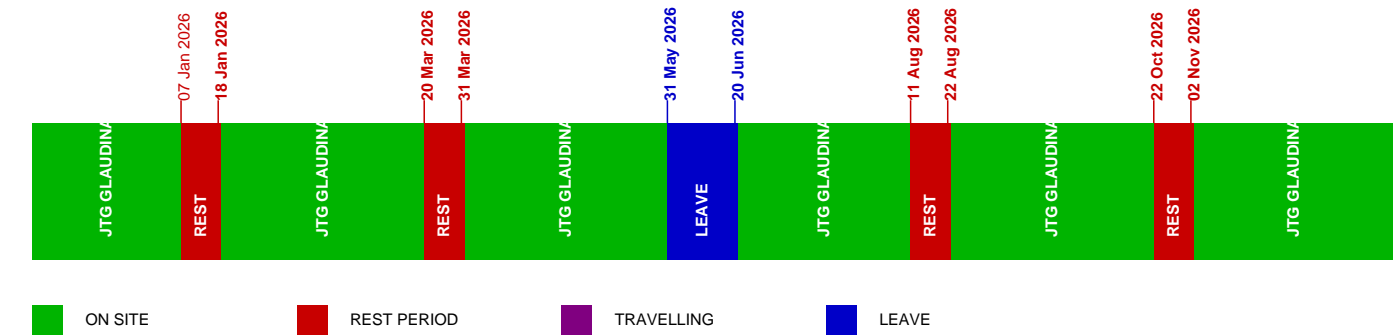 07 Jan 2026
18 Jan 2026
20 Mar 2026
31 Mar 2026
31 May 2026
20 Jun 2026
11 Aug 2026
22 Aug 2026
22 Oct 2026
02 Nov 2026
JTG GLAUDINA
REST
JTG GLAUDINA
REST
JTG GLAUDINA
LEAVE
JTG GLAUDINA
REST
JTG GLAUDINA
REST
JTG GLAUDINA
ON SITE
REST PERIOD
TRAVELLING
LEAVE